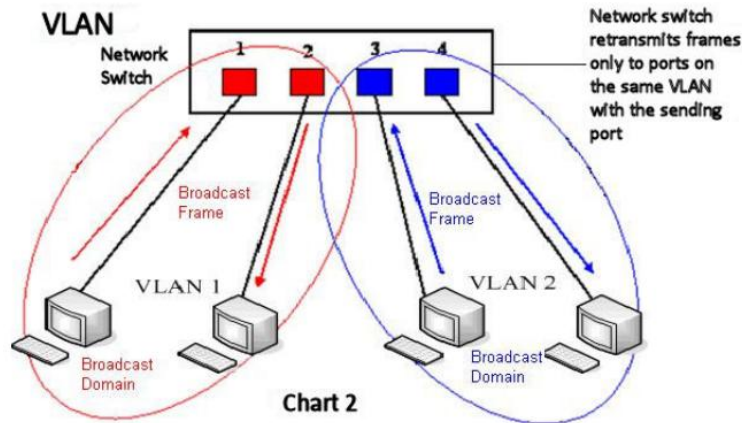 VLAN
Network
Switch
1 2 3 4
Network switch
retransmits frames
only to ports on
the same VLAN
with the sending
port
Broadcast
Frame
Broadcast
Frame
VLAN 1
VLAN 2
Broadcast
Domain
Broadcast
Domain
Chart 2